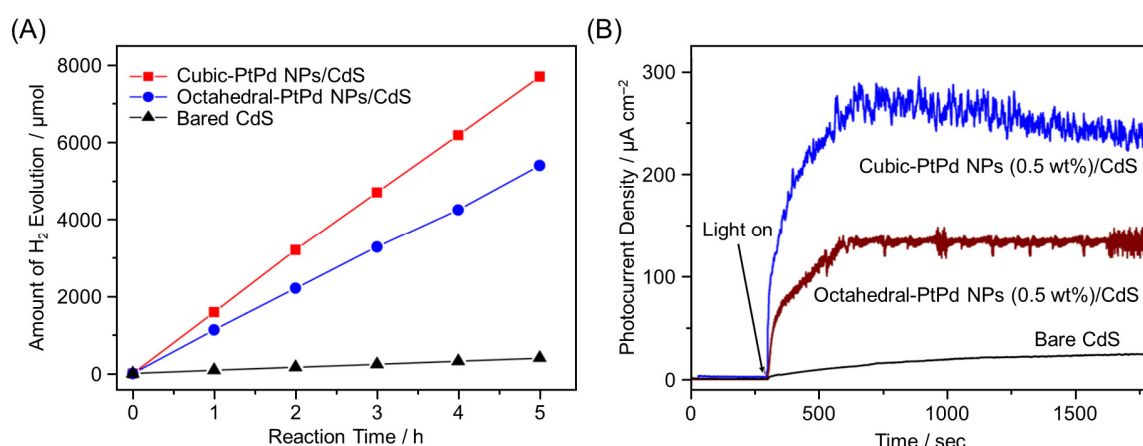 (A)
8000
6000
4000
2000
0
Amount of H₂ Evolution / μmol
Cubic-PtPd NPs/CdS
Octahedral-PtPd NPs/CdS
Bared CdS
0 1 2 3 4 5
Reaction Time / h
(B)
300
200
100
0
Photocurrent Density / μA cm⁻²
Cubic-PtPd NPs (0.5 wt%)/CdS
Light on
Octahedral-PtPd NPs (0.5 wt%)/CdS
Bare CdS
0 500 1000 1500
Time / sec